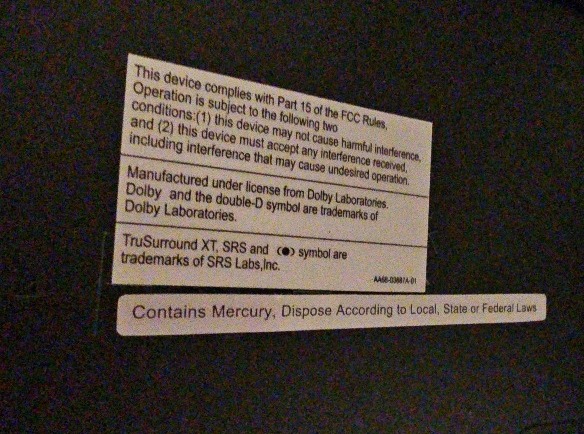 This device complies with Part 15 of the FCC Rules,
Operation is subject to the following two
conditions:(1) this device may not cause harmful interference,
and (2) this device must accept any interference received,
including interference that may cause undesired operation.
Manufactured under license from Dolby Laboratories.
Dolby and the double-D symbol are trademarks of
Dolby Laboratories.
TruSurround XT, SRS and (●) symbol are
trademarks of SRS Labs,Inc.
AA68-03687A-01
Contains Mercury, Dispose According to Local, State or Federal Laws